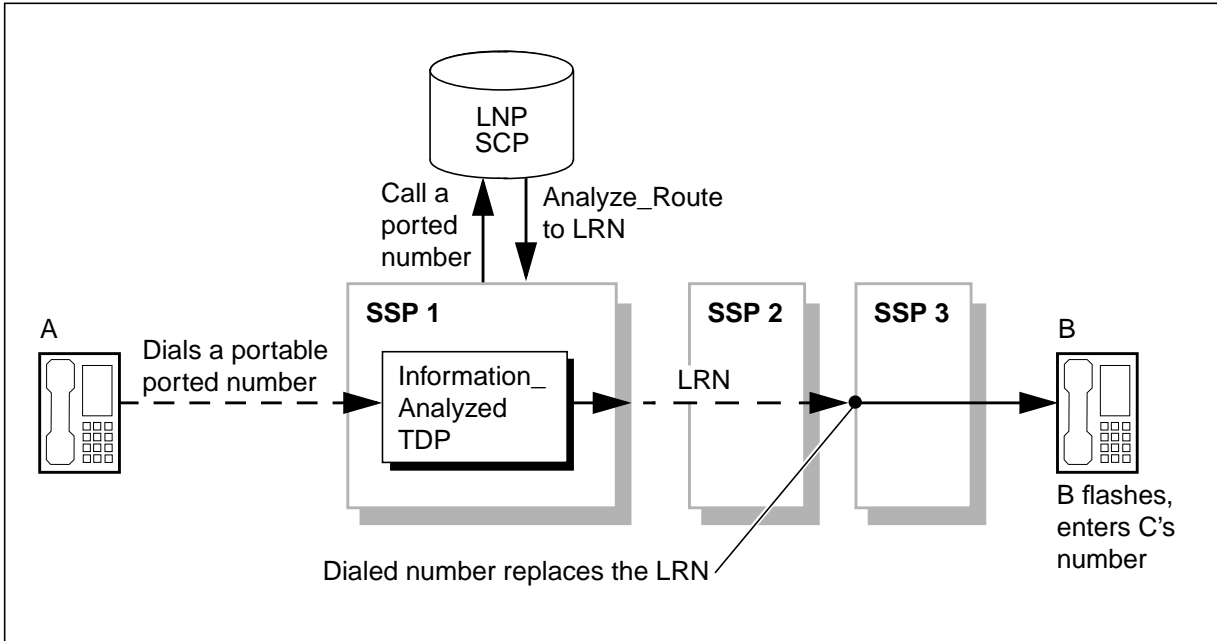 LNP
SCP
Call a
ported
number
Analyze_Route
to LRN
SSP 1
SSP 2
SSP 3
A
B
Dials a portable
ported number
Information_
Analyzed
TDP
LRN
B flashes,
enters C’s
number
Dialed number replaces the LRN